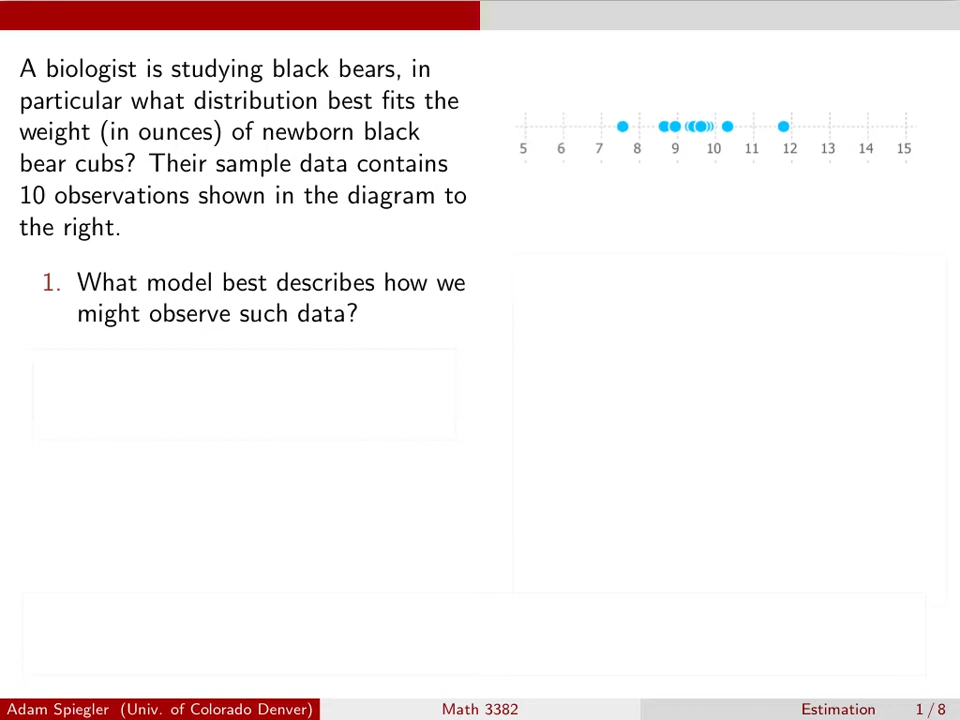 A biologist is studying black bears, in
particular what distribution best fits the
weight (in ounces) of newborn black
bear cubs? Their sample data contains
10 observations shown in the diagram to
the right.
1. What model best describes how we
might observe such data?
5 6 7 8 9 10 11 12 13 14 15
Adam Spiegler (Univ. of Colorado Denver) Math 3382 Estimation 1 / 8